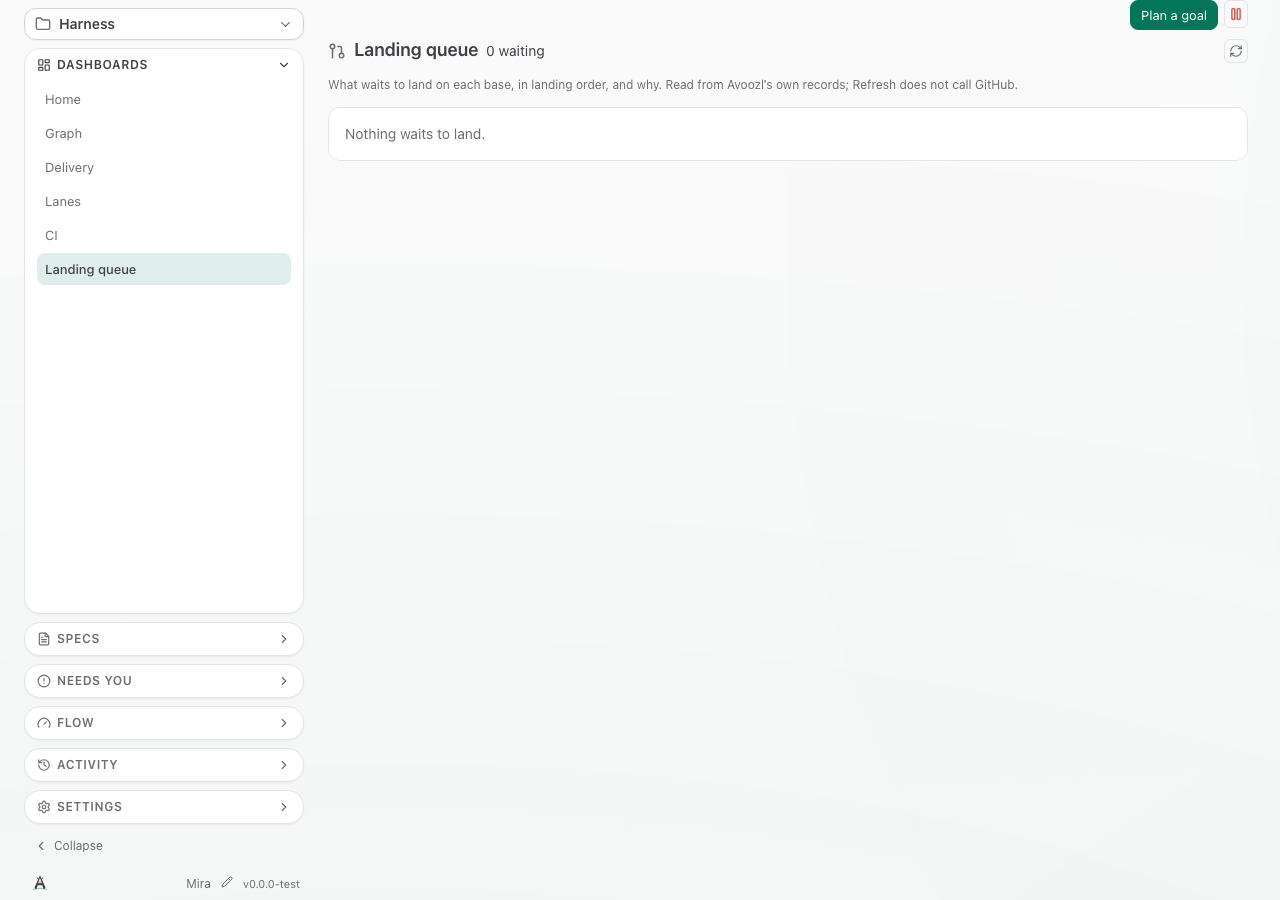 Harness
DASHBOARDS
Home
Graph
Delivery
Lanes
CI
Landing queue
SPECS
NEEDS YOU
FLOW
ACTIVITY
SETTINGS
Collapse
Mira
v0.0.0-test
Plan a goal
Landing queue 0 waiting
What waits to land on each base, in landing order, and why. Read from Avoozl's own records; Refresh does not call GitHub.
Nothing waits to land.